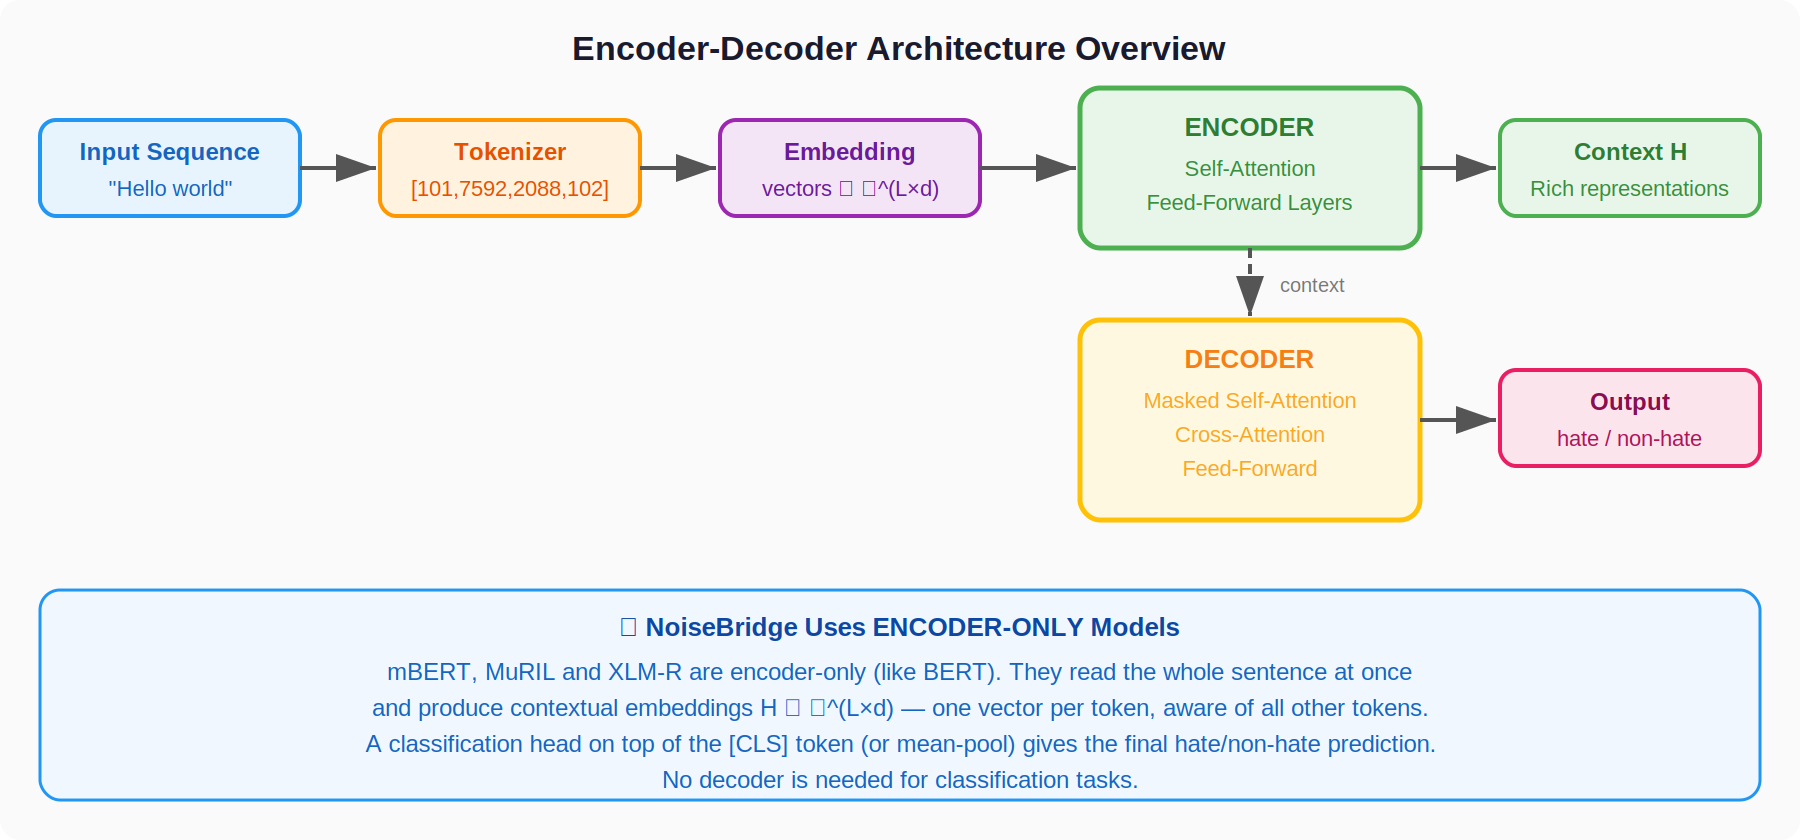 Encoder-Decoder Architecture Overview
Input Sequence
"Hello world"
Tokenizer
[101,7592,2088,102]
Embedding
vectors □ □^(L×d)
ENCODER
Self-Attention
Feed-Forward Layers
Context H
Rich representations
context
DECODER
Masked Self-Attention
Cross-Attention
Feed-Forward
Output
hate / non-hate
□ NoiseBridge Uses ENCODER-ONLY Models
mBERT, MuRIL and XLM-R are encoder-only (like BERT). They read the whole sentence at once
and produce contextual embeddings H □ □^(L×d) — one vector per token, aware of all other tokens.
A classification head on top of the [CLS] token (or mean-pool) gives the final hate/non-hate prediction.
No decoder is needed for classification tasks.